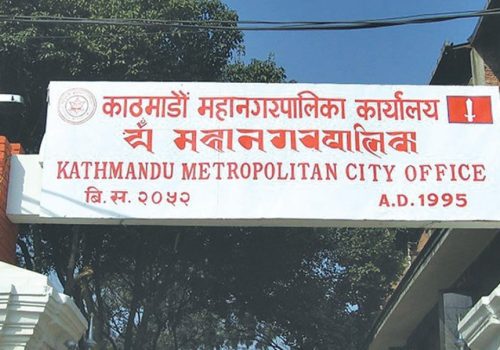 काठमाडौं महानगरपालिका कार्यालय
KATHMANDU METROPOLITAN CITY OFFICE
बि.स. २०५२ A.D.1995